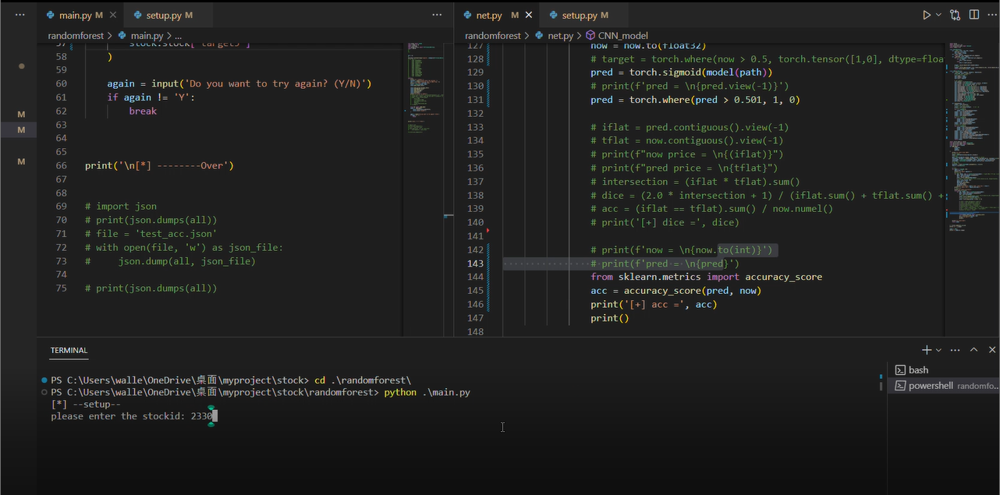 main.py M
setup.py M
randomforest > main.py > ...
57 stock.stock['target5']
58 )
59
60 again = input('Do you want to try again? (Y/N)')
61 if again != 'Y':
62 break
63
64
65
66 print('\n[*] --------Over')
67
68
69 # import json
70 # print(json.dumps(all))
71 # file = 'test_acc.json'
72 # with open(file, 'w') as json_file:
73 #     json.dump(all, json_file)
74
75 # print(json.dumps(all))
M
M
M
net.py M
setup.py M
randomforest > net.py > CNN_model
127 now = now.to(float32)
128 # target = torch.where(now > 0.5, torch.tensor([1,0], dtype=floa
129 pred = torch.sigmoid(model(path))
130 # print(f'pred = \n{pred.view(-1)}')
131 pred = torch.where(pred > 0.501, 1, 0)
132
133 # iflat = pred.contiguous().view(-1)
134 # tflat = now.contiguous().view(-1)
135 # print(f"now price = \n{(iflat)}")
136 # print(f"pred price = \n{tflat}")
137 # intersection = (iflat * tflat).sum()
138 # dice = (2.0 * intersection + 1) / (iflat.sum() + tflat.sum() +
139 # acc = (iflat == tflat).sum() / now.numel()
140 # print('[+] dice =', dice)
141
142 # print(f'now = \n{now.to(int)}')
143 # print(f'pred = \n{pred}')
144 from sklearn.metrics import accuracy_score
145 acc = accuracy_score(pred, now)
146 print('[+] acc =', acc)
147 print()
148
TERMINAL
PS C:\Users\walle\OneDrive\桌面\myproject\stock> cd .\randomforest\
PS C:\Users\walle\OneDrive\桌面\myproject\stock\randomforest> python .\main.py
[*] --setup--
please enter the stockid: 2330
bash
powershell randomfo...